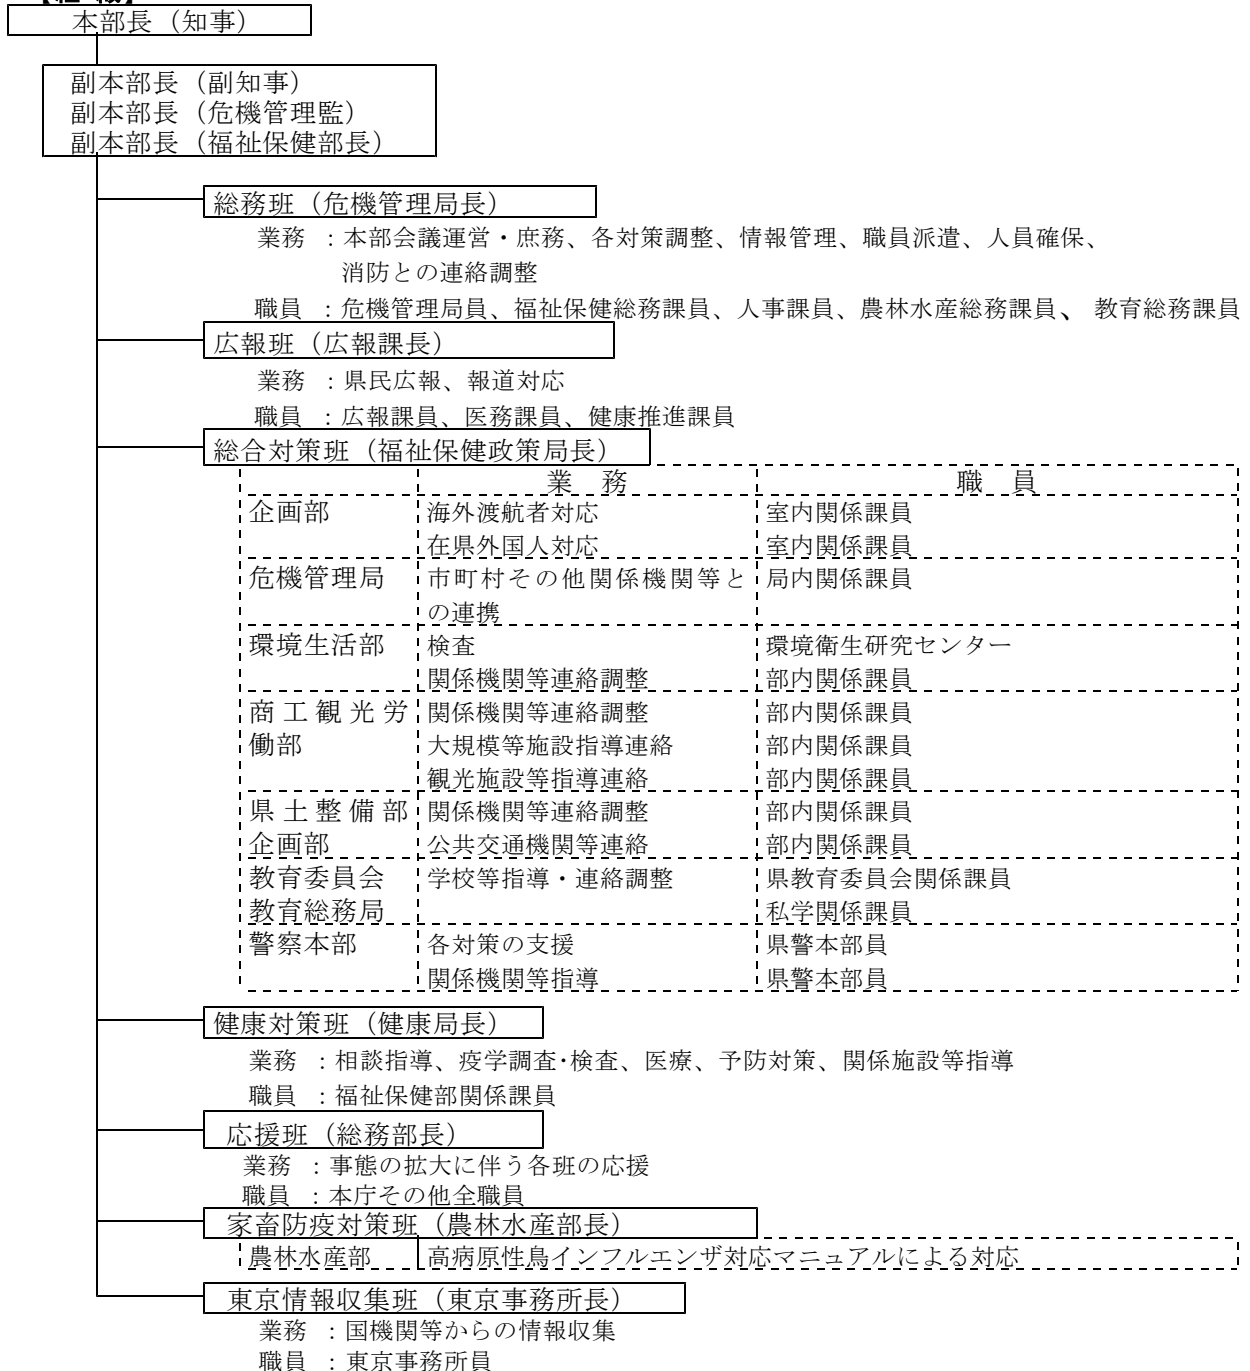 本部長（知事）
副本部長（副知事）
副本部長（危機管理監）
副本部長（福祉保健部長）
総務班（危機管理局長）
業務 ：本部会議運営・庶務、各対策調整、情報管理、職員派遣、人員確保、
消防との連絡調整
職員 ：危機管理局員、福祉保健総務課員、人事課員、農林水産総務課員、 教育総務課員
広報班（広報課長）
業務 ：県民広報、報道対応
職員 ：広報課員、医務課員、健康推進課員
総合対策班（福祉保健政策局長）
業 務 職 員
企画部 海外渡航者対応 室内関係課員
在県外国人対応 室内関係課員
危機管理局 市町村その他関係機関等と 局内関係課員
の連携
環境生活部 検査 環境衛生研究センター
関係機関等連絡調整 部内関係課員
商工観光労 関係機関等連絡調整 部内関係課員
働部 大規模等施設指導連絡 部内関係課員
観光施設等指導連絡 部内関係課員
県土整備部 関係機関等連絡調整 部内関係課員
企画部 公共交通機関等連絡 部内関係課員
教育委員会 学校等指導・連絡調整 県教育委員会関係課員
教育総務局 私学関係課員
警察本部 各対策の支援 県警本部員
関係機関等指導 県警本部員
健康対策班（健康局長）
業務 ：相談指導、疫学調査･検査、医療、予防対策、関係施設等指導
職員 ：福祉保健部関係課員
応援班（総務部長）
業務 ：事態の拡大に伴う各班の応援
職員 ：本庁その他全職員
家畜防疫対策班（農林水産部長）
農林水産部 高病原性鳥インフルエンザ対応マニュアルによる対応
東京情報収集班（東京事務所長）
業務 ：国機関等からの情報収集
職員 ：東京事務所員